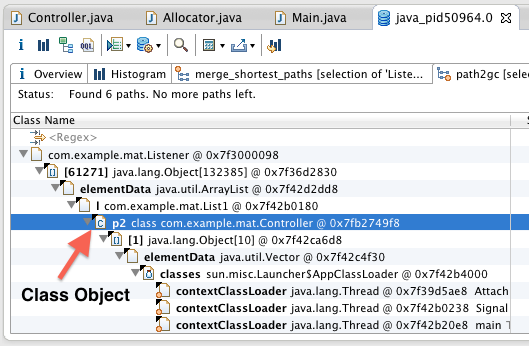 Controller.java
Allocator.java
Main.java
java_pid50964.0
i
OQL
i Overview
Histogram
merge_shortest_paths [selection of 'Liste...
path2gc [selec
Status: Found 6 paths. No more paths left.
Class Name
S
<Regex>
com.example.mat.Listener @ 0x7f3000098
[61271] java.lang.Object[132385] @ 0x7f36d2830
elementData java.util.ArrayList @ 0x7f42d2dd8
l com.example.mat.List1 @ 0x7f42b0180
p2 class com.example.mat.Controller @ 0x7fb2749f8
[1] java.lang.Object[10] @ 0x7f42ca6d8
elementData java.util.Vector @ 0x7f42c4f30
classes sun.misc.Launcher$AppClassLoader @ 0x7f42b4000
contextClassLoader java.lang.Thread @ 0x7f39d5ae8 Attach
contextClassLoader java.lang.Thread @ 0x7f42b0238 Signal
contextClassLoader java.lang.Thread @ 0x7f42b20e8 main T
Class Object